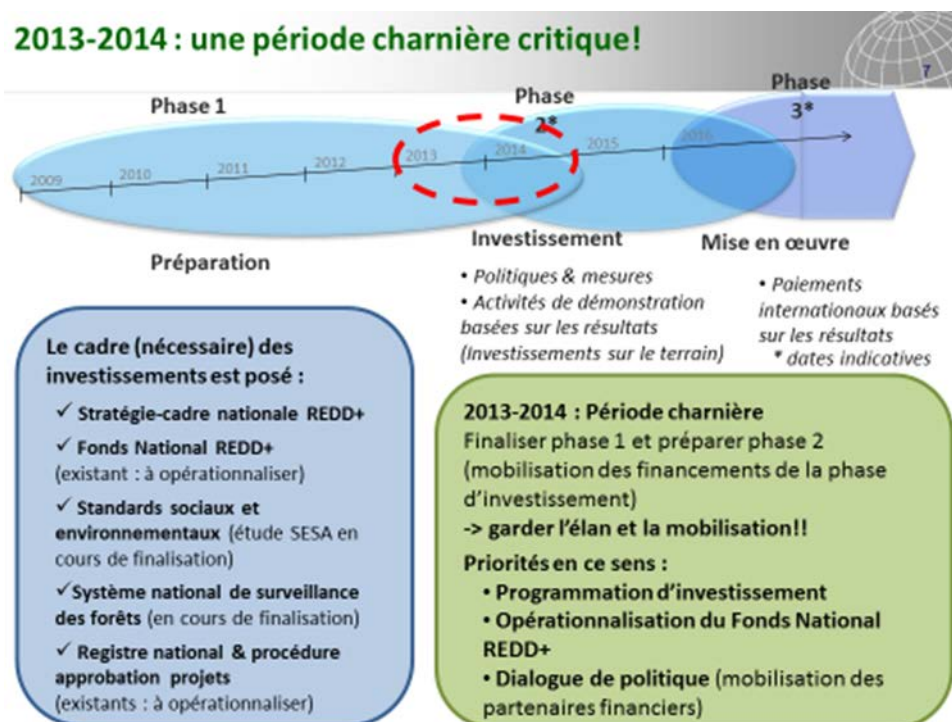 2013-2014 : une période charnière critique!
7
Phase 1
Phase
2*
Phase
3*
2009
2010
2011
2012
2013
2014
2015
2016
Préparation
Investissement
• Politiques & mesures
• Activités de démonstration
basées sur les résultats
(Investissements sur le terrain)
Mise en œuvre
• Paiements
internationaux basés
sur les résultats
* dates indicatives
Le cadre (nécessaire) des
investissements est posé :
✓ Stratégie-cadre nationale REDD+
✓ Fonds National REDD+
(existant : à opérationnaliser)
✓ Standards sociaux et
environnementaux (étude SESA en
cours de finalisation)
✓Système national de surveillance
des forêts (en cours de finalisation)
✓ Registre national & procédure
approbation projets
(existants : à opérationnaliser)
2013-2014 : Période charnière
Finaliser phase 1 et préparer phase 2
(mobilisation des financements de la phase
d'investissement)
-> garder l'élan et la mobilisation!!
Priorités en ce sens :
• Programmation d'investissement
• Opérationnalisation du Fonds National
REDD+
• Dialogue de politique (mobilisation des
partenaires financiers)